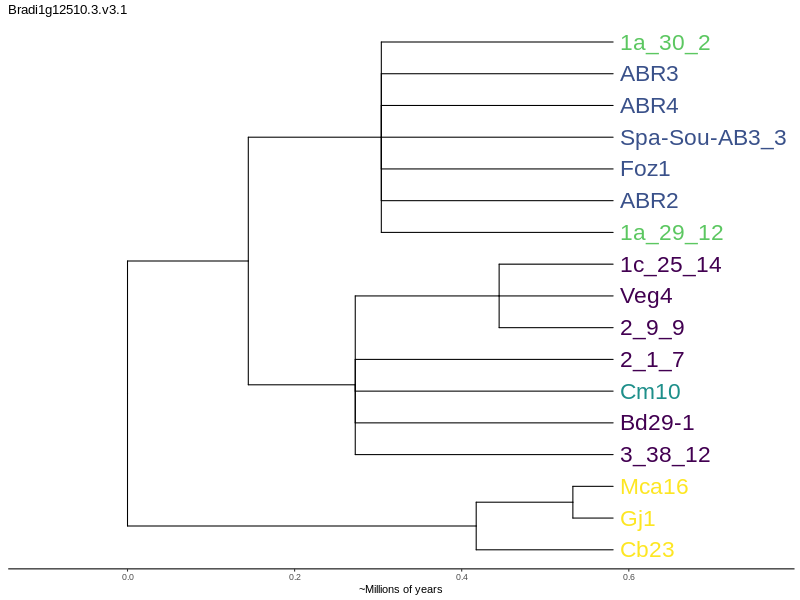 Bradi1g12510.3.v3.1
1a_30_2
ABR3
ABR4
Spa-Sou-AB3_3
Foz1
ABR2
1a_29_12
1c_25_14
Veg4
2_9_9
2_1_7
Cm10
Bd29-1
3_38_12
Mca16
Gj1
Cb23
0.0 0.2 0.4 0.6
~Millions of years